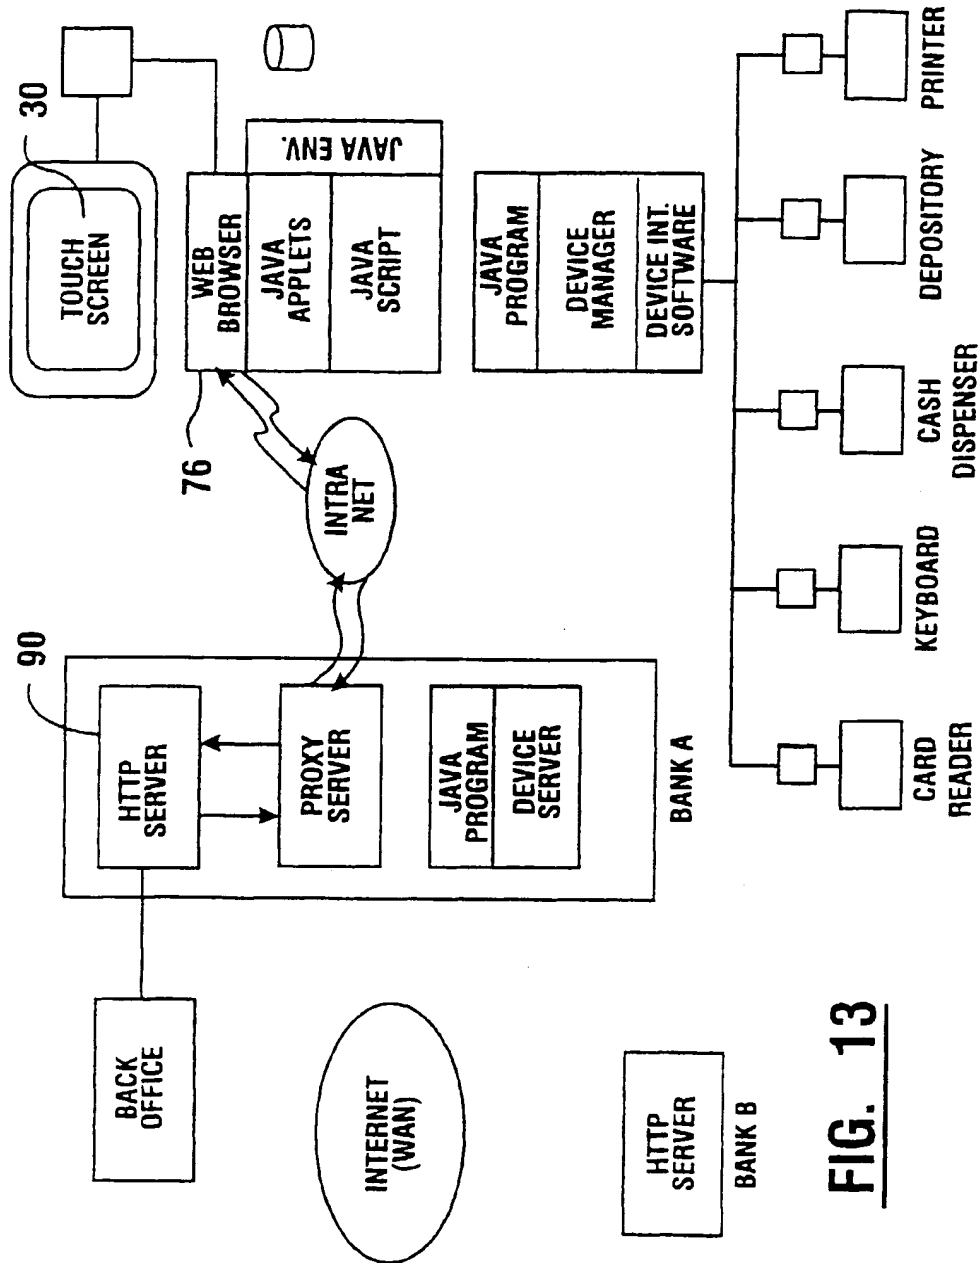 BACK
OFFICE
INTERNET
(WAN)
HTTP
SERVER
BANK B
FIG. 13
90
HTTP
SERVER
PROXY
SERVER
JAVA
PROGRAM
DEVICE
SERVER
BANK A
INTRA
NET
30
TOUCH
SCREEN
76
WEB
BROWSER
JAVA
APPLETS
JAVA
SCRIPT
JAVA ENV.
JAVA
PROGRAM
DEVICE
MANAGER
DEVICE INT.
SOFTWARE
CARD
READER
KEYBOARD
CASH
DISPENSER
DEPOSITORY
PRINTER